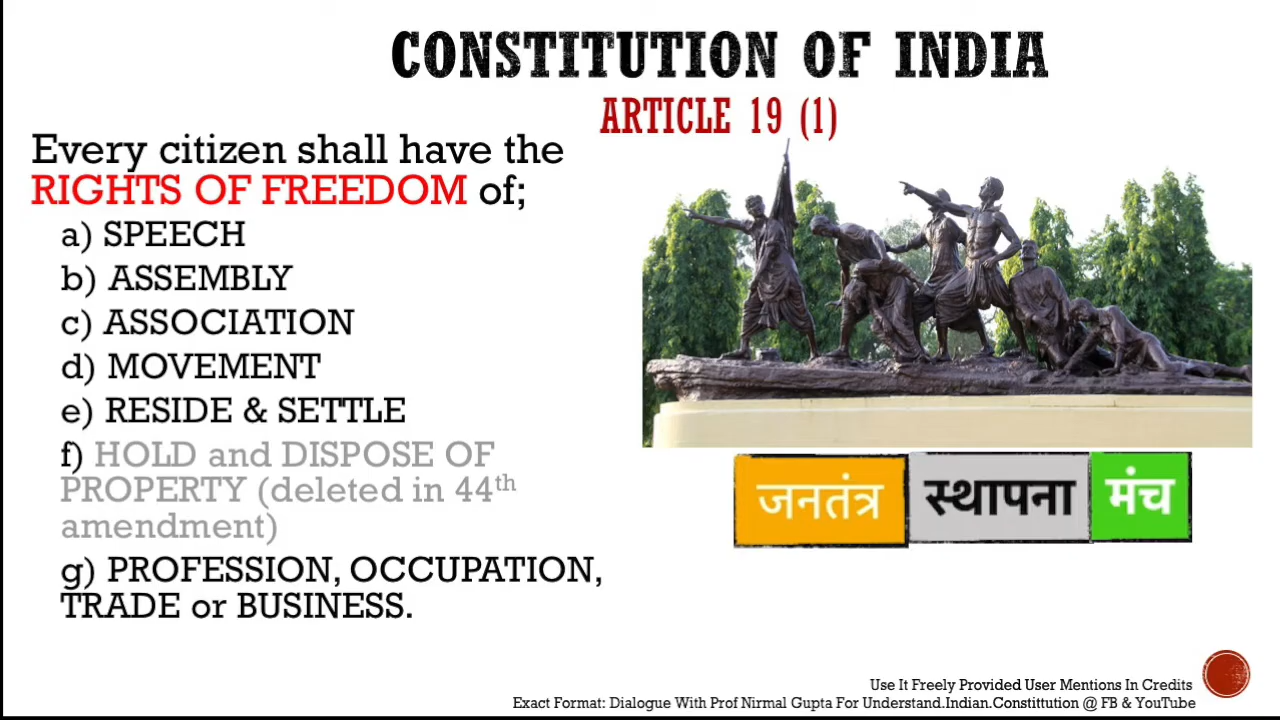 CONSTITUTION OF INDIA
ARTICLE 19 (1)
Every citizen shall have the
RIGHTS OF FREEDOM of;
a) SPEECH
b) ASSEMBLY
c) ASSOCIATION
d) MOVEMENT
e) RESIDE & SETTLE
f) HOLD and DISPOSE OF
PROPERTY (deleted in 44th
amendment)
g) PROFESSION, OCCUPATION,
TRADE or BUSINESS.
जनतंत्र स्थापना मंच
Use It Freely Provided User Mentions In Credits
Exact Format: Dialogue With Prof Nirmal Gupta For Understand.Indian.Constittution @ FB & YouTube